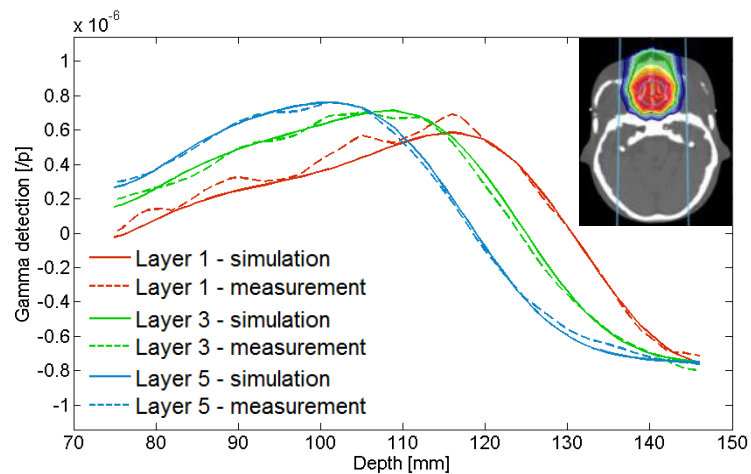 x 10^-6
1
0.8
0.6
0.4
0.2
0
-0.2
-0.4
-0.6
-0.8
-1
Gamma detection [/p]
Layer 1 - simulation
Layer 1 - measurement
Layer 3 - simulation
Layer 3 - measurement
Layer 5 - simulation
Layer 5 - measurement
70 80 90 100 110 120 130 140 150
Depth [mm]